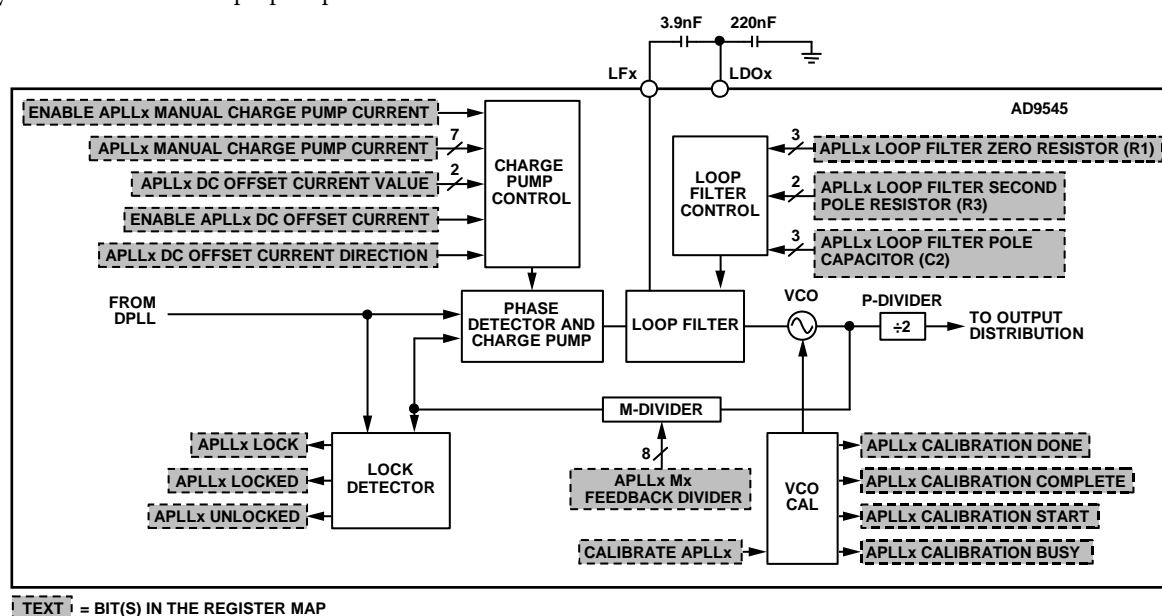 3.9nF
220nF
LFx
LDOx
AD9545
ENABLE APLLx MANUAL CHARGE PUMP CURRENT
7
APLLx MANUAL CHARGE PUMP CURRENT
2
APLLx DC OFFSET CURRENT VALUE
ENABLE APLLx DC OFFSET CURRENT
APLLx DC OFFSET CURRENT DIRECTION
CHARGE
PUMP
CONTROL
LOOP
FILTER
CONTROL
3
APLLx LOOP FILTER ZERO RESISTOR (R1)
2
APLLx LOOP FILTER SECOND
POLE RESISTOR (R3)
3
APLLx LOOP FILTER POLE
CAPACITOR (C2)
FROM
DPLL
PHASE
DETECTOR AND
CHARGE PUMP
LOOP FILTER
VCO
P-DIVIDER
÷2
TO OUTPUT
DISTRIBUTION
M-DIVIDER
8
APLLx Mx
FEEDBACK DIVIDER
APLLx LOCK
APLLx LOCKED
APLLx UNLOCKED
LOCK
DETECTOR
VCO
CAL
CALIBRATE APLLx
APLLx CALIBRATION DONE
APLLx CALIBRATION COMPLETE
APLLx CALIBRATION START
APLLx CALIBRATION BUSY
TEXT = BIT(S) IN THE REGISTER MAP